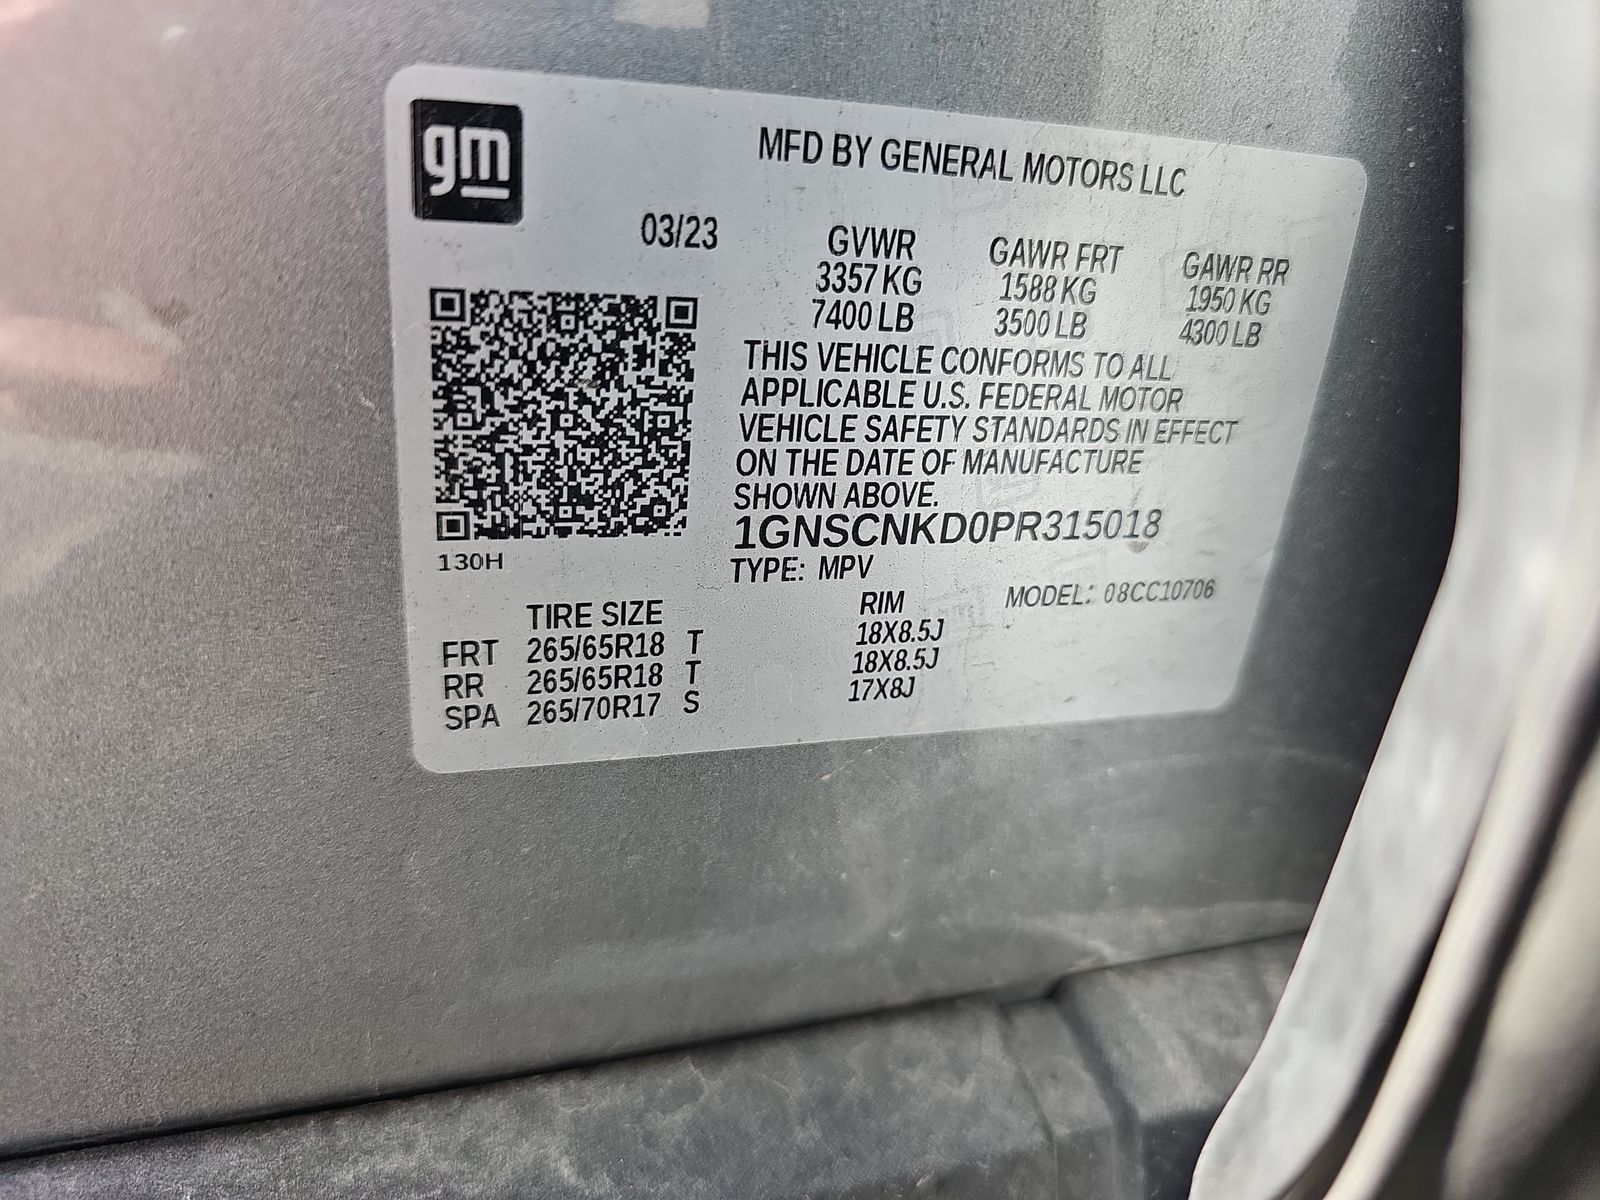 gm
MFD BY GENERAL MOTORS LLC
03/23
GVWR GAWR FRT GAWR RR
3357 KG 1588 KG 1950 KG
7400 LB 3500 LB 4300 LB
THIS VEHICLE CONFORMS TO ALL
APPLICABLE U.S. FEDERAL MOTOR
VEHICLE SAFETY STANDARDS IN EFFECT
ON THE DATE OF MANUFACTURE
SHOWN ABOVE.
1GNSCNKD0PR315018
130H
TYPE: MPV
MODEL: 08CC10706
TIRE SIZE RIM
FRT 265/65R18 T 18X8.5J
RR 265/65R18 T 18X8.5J
SPA 265/70R17 S 17X8J